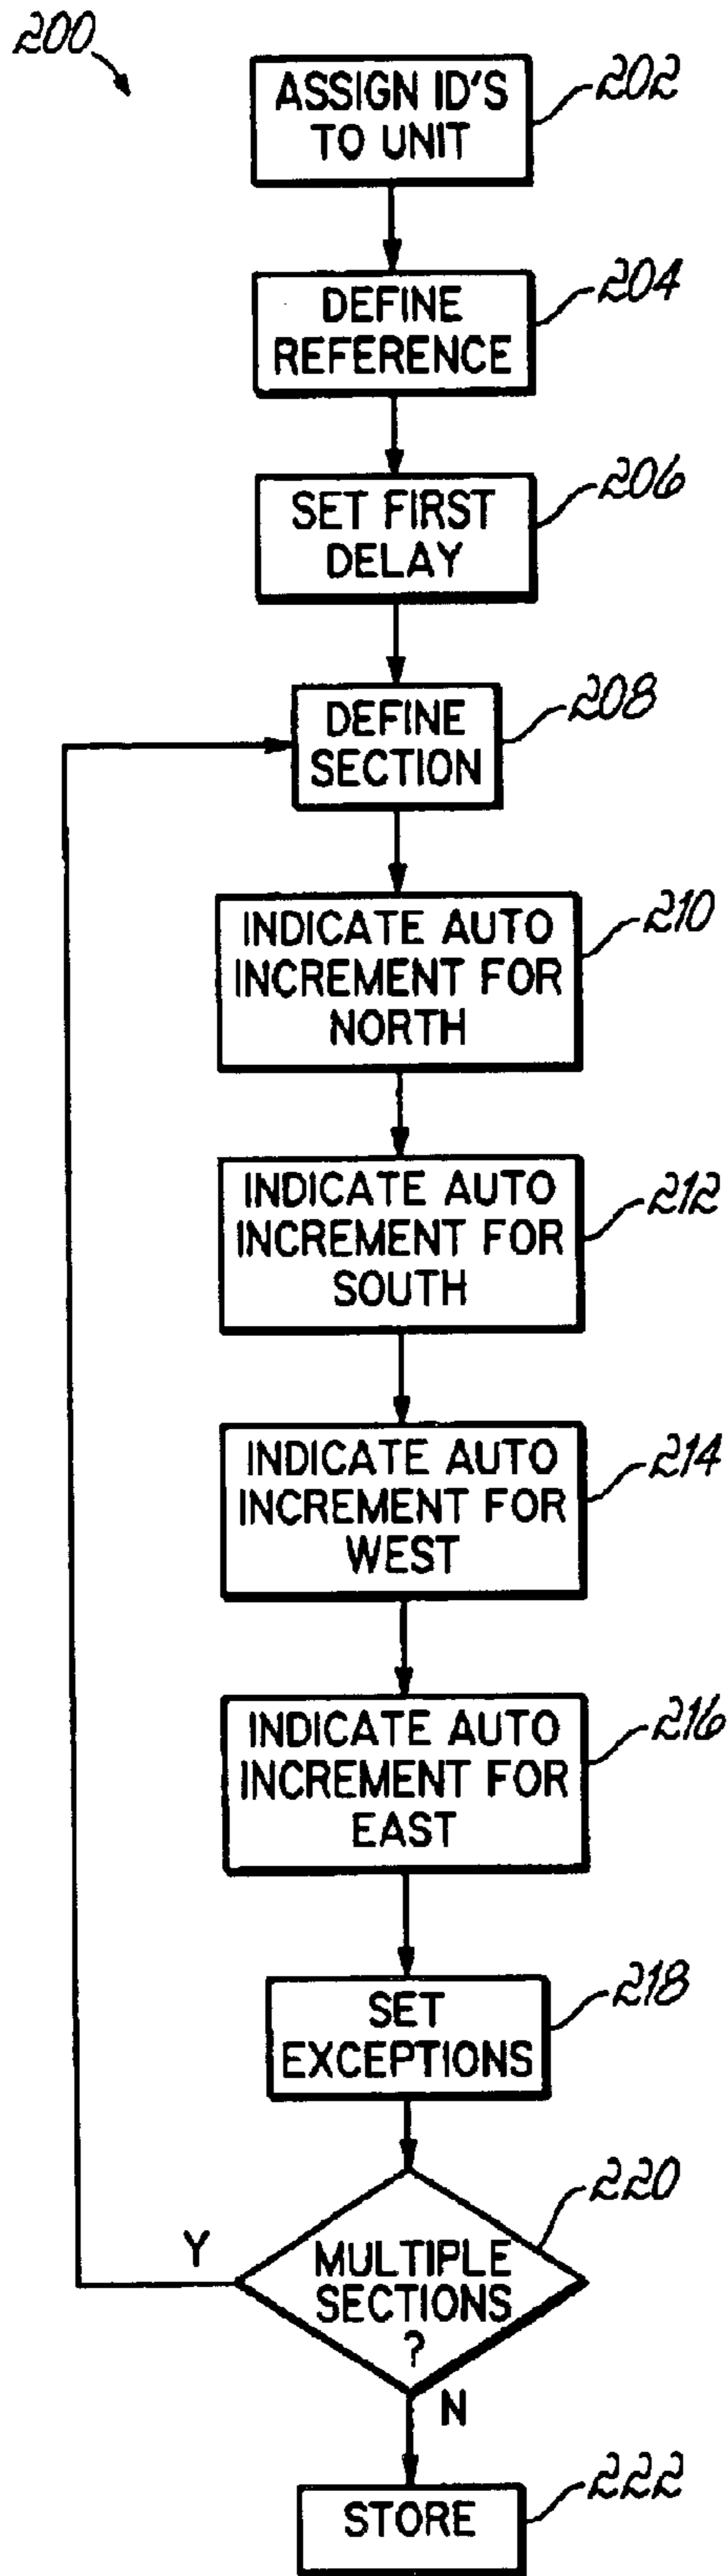 200
ASSIGN ID'S
TO UNIT
202
DEFINE
REFERENCE
204
SET FIRST
DELAY
206
DEFINE
SECTION
208
INDICATE AUTO
INCREMENT FOR
NORTH
210
INDICATE AUTO
INCREMENT FOR
SOUTH
212
INDICATE AUTO
INCREMENT FOR
WEST
214
INDICATE AUTO
INCREMENT FOR
EAST
216
SET
EXCEPTIONS
218
Y
MULTIPLE
SECTIONS
?
220
N
STORE
222